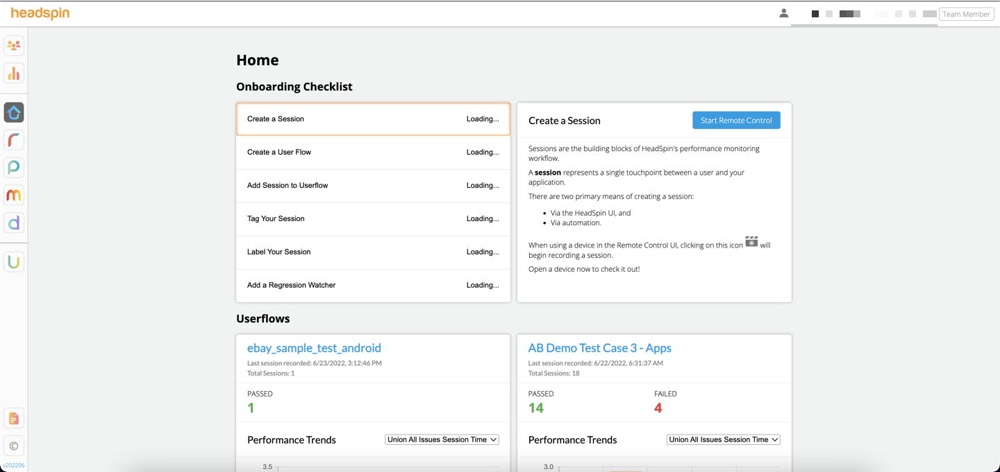 headspin
Team Member
Home
Onboarding Checklist
Create a Session Loading...
Create a User Flow Loading...
Add Session to Userflow Loading...
Tag Your Session Loading...
Label Your Session Loading...
Add a Regression Watcher Loading...
Create a Session Start Remote Control
Sessions are the building blocks of HeadSpin's performance monitoring
workflow.
A session represents a single touchpoint between a user and your
application.
There are two primary means of creating a session:
• Via the HeadSpin UI, and
• Via automation.
When using a device in the Remote Control UI, clicking on this icon will
begin recording a session.
Open a device now to check it out!
Userflows
ebay_sample_test_android
Last session recorded: 6/23/2022, 3:12:46 PM
Total Sessions: 1
PASSED
1
Performance Trends Union All Issues Session Time
3.5
AB Demo Test Case 3 - Apps
Last session recorded: 6/22/2022, 6:31:37 AM
Total Sessions: 18
PASSED FAILED
14 4
Performance Trends Union All Issues Session Time
3.0
©
v202206